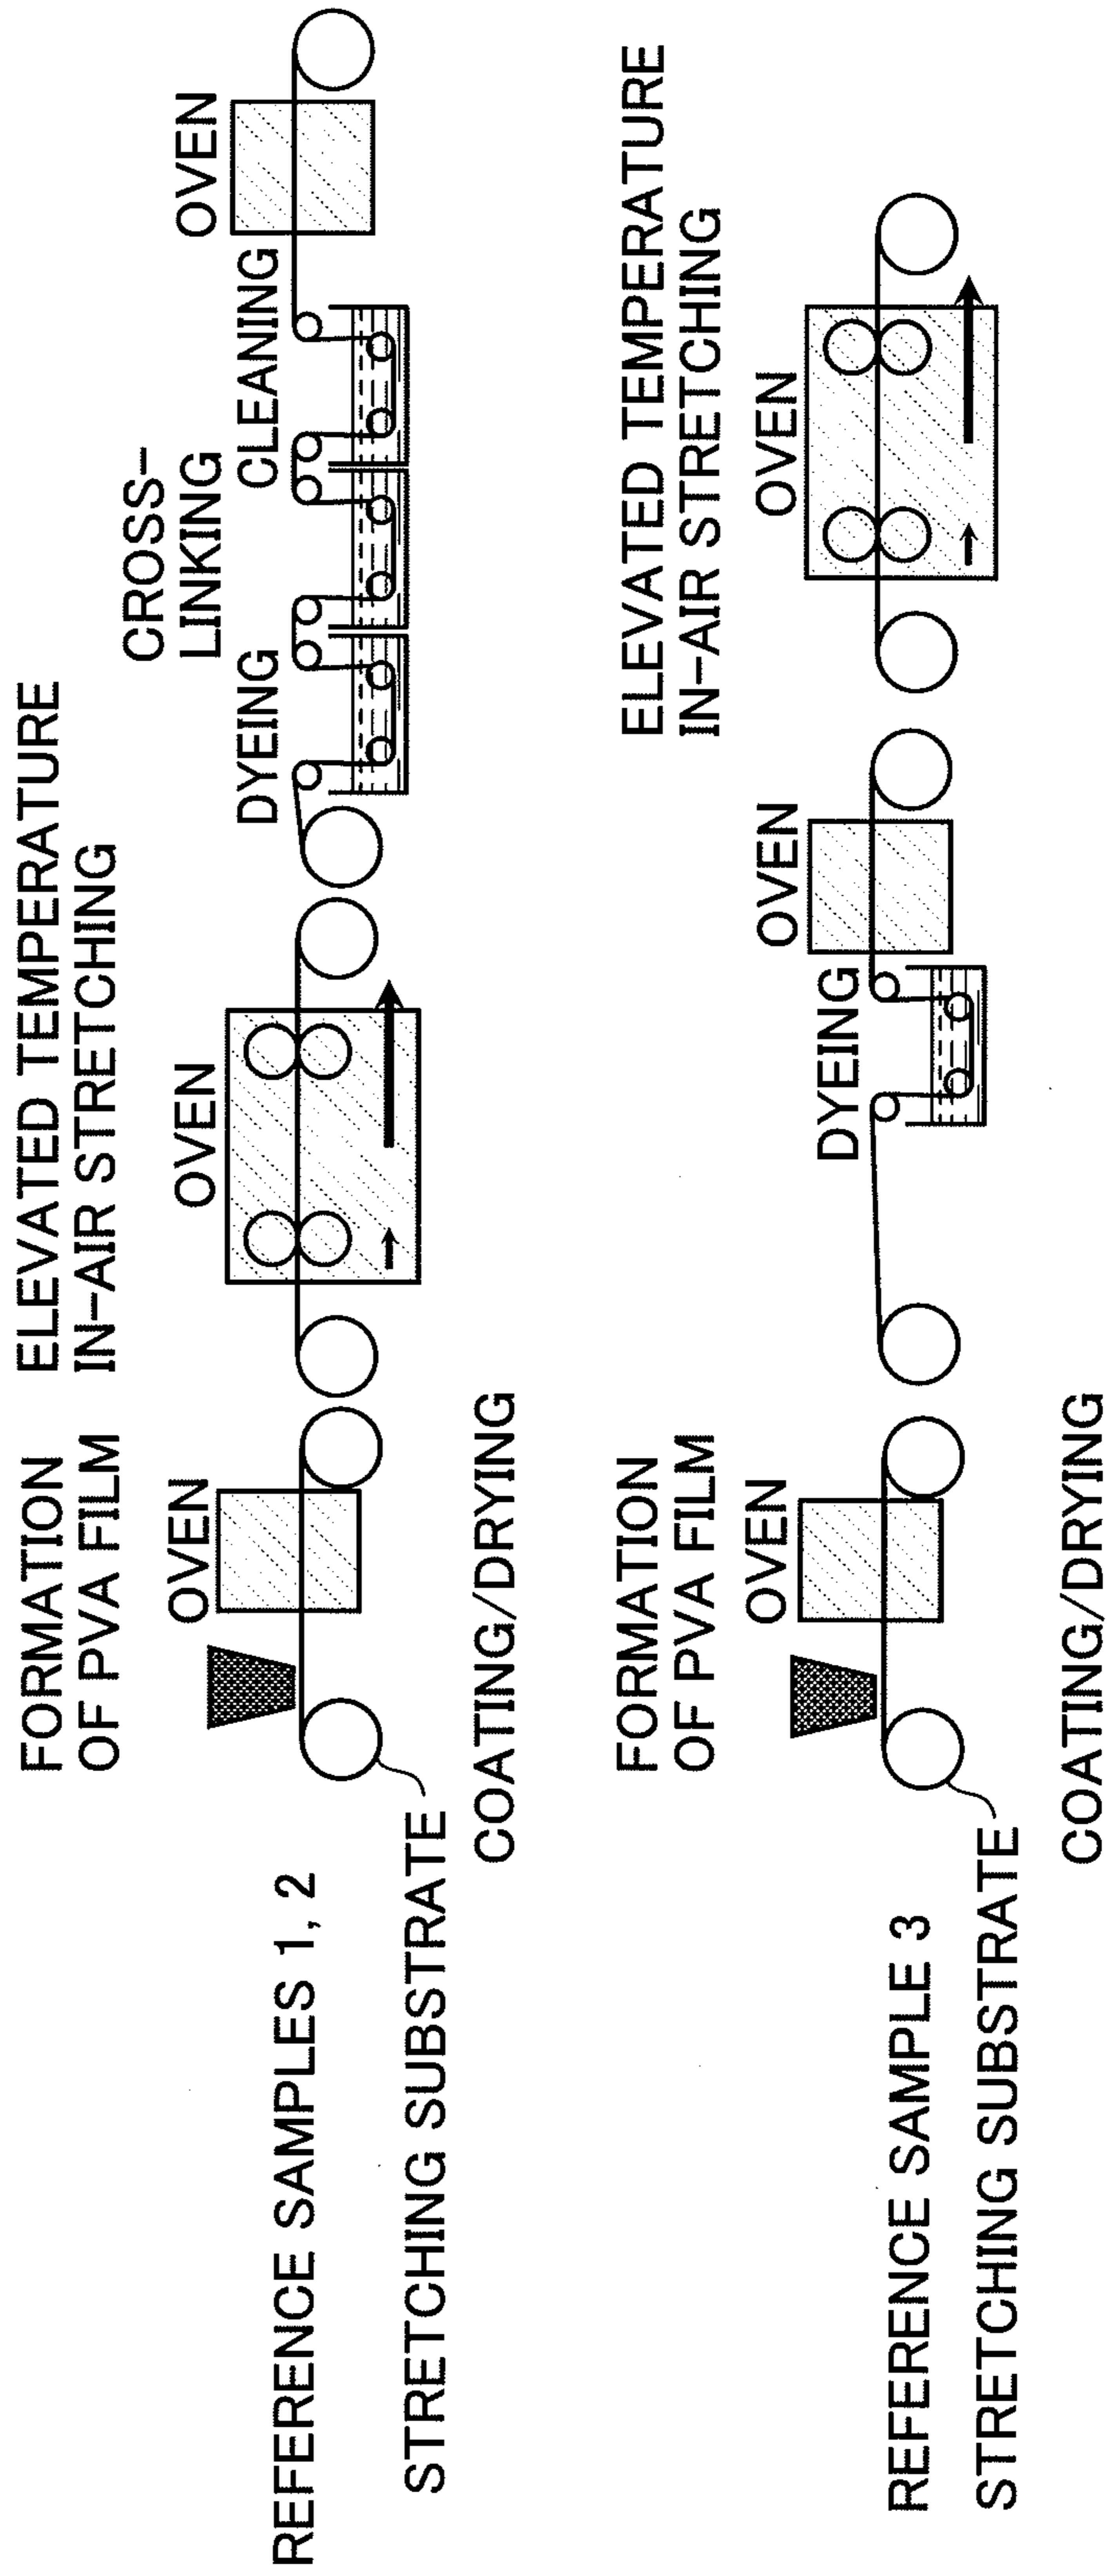 FORMATION
OF PVA FILM
ELEVATED TEMPERATURE
IN-AIR STRETCHING
OVEN
OVEN
DYEING
CROSS-
LINKING
CLEANING
OVEN
REFERENCE SAMPLES 1, 2
STRETCHING SUBSTRATE
COATING/DRYING
FORMATION
OF PVA FILM
ELEVATED TEMPERATURE
IN-AIR STRETCHING
OVEN
DYEING
OVEN
OVEN
REFERENCE SAMPLE 3
STRETCHING SUBSTRATE
COATING/DRYING